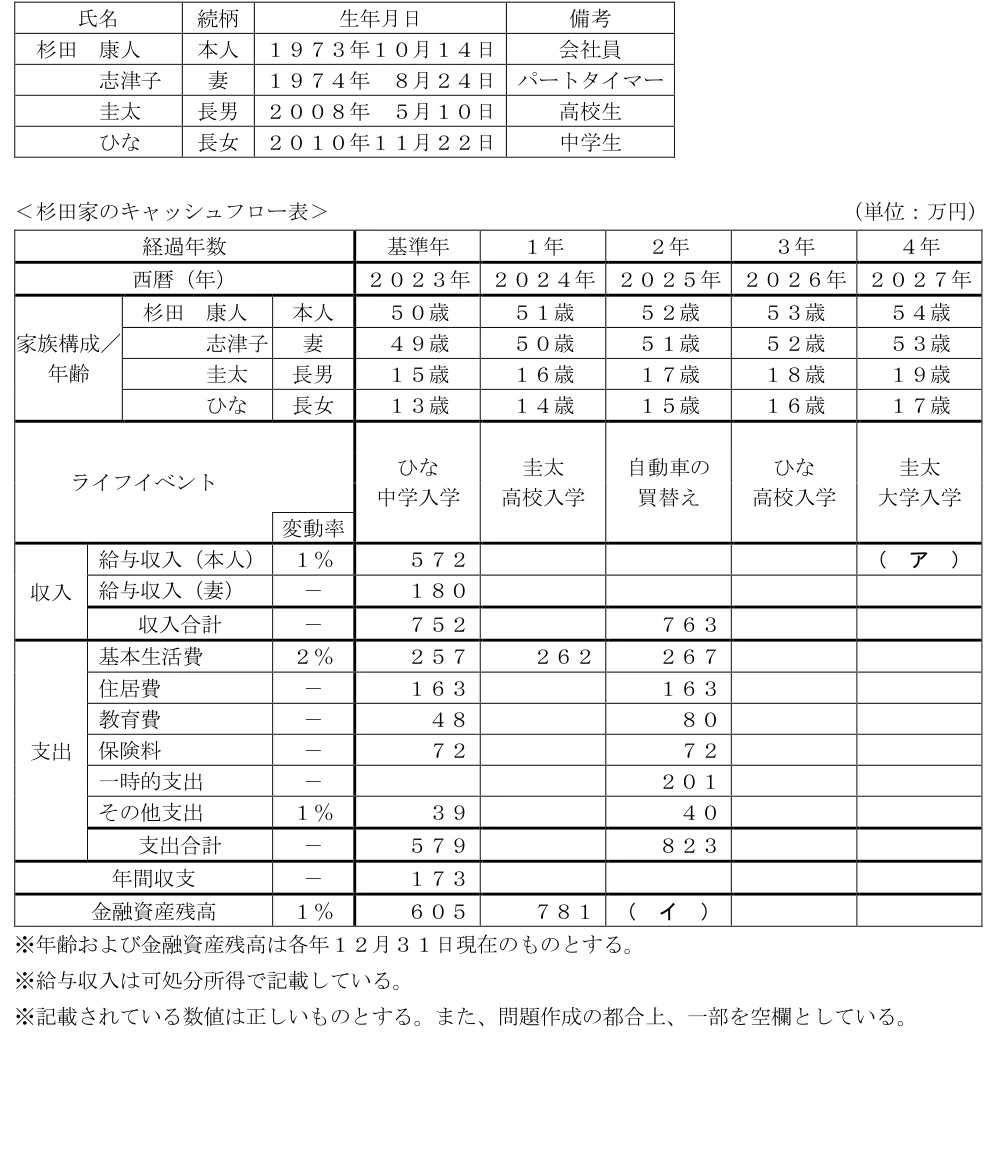 氏名 続柄 生年月日 備考
杉田 康人 本人 １９７３年１０月１４日 会社員
志津子 妻 １９７４年 ８月２４日 パートタイマー
圭太 長男 ２００８年 ５月１０日 高校生
ひな 長女 ２０１０年１１月２２日 中学生
＜杉田家のキャッシュフロー表＞ （単位：万円）
経過年数 基準年 １年 ２年 ３年 ４年
西暦（年） ２０２３年 ２０２４年 ２０２５年 ２０２６年 ２０２７年
家族構成／年齢 杉田 康人 本人 ５０歳 ５１歳 ５２歳 ５３歳 ５４歳
志津子 妻 ４９歳 ５０歳 ５１歳 ５２歳 ５３歳
圭太 長男 １５歳 １６歳 １７歳 １８歳 １９歳
ひな 長女 １３歳 １４歳 １５歳 １６歳 １７歳
ライフイベント ひな 中学入学 圭太 高校入学 自動車の買替え ひな 高校入学 圭太 大学入学
変動率
収入 給与収入（本人） １％ ５７２ （ ア ）
給与収入（妻） － １８０
収入合計 － ７５２ ７６３
支出 基本生活費 ２％ ２５７ ２６２ ２６７
住居費 － １６３ １６３
教育費 － ４８ ８０
保険料 － ７２ ７２
一時的支出 － ２０１
その他支出 １％ ３９ ４０
支出合計 － ５７９ ８２３
年間収支 － １７３
金融資産残高 １％ ６０５ ７８１ （ イ ）
※年齢および金融資産残高は各年１２月３１日現在のものとする。
※給与収入は可処分所得で記載している。
※記載されている数値は正しいものとする。また、問題作成の都合上、一部を空欄としている。